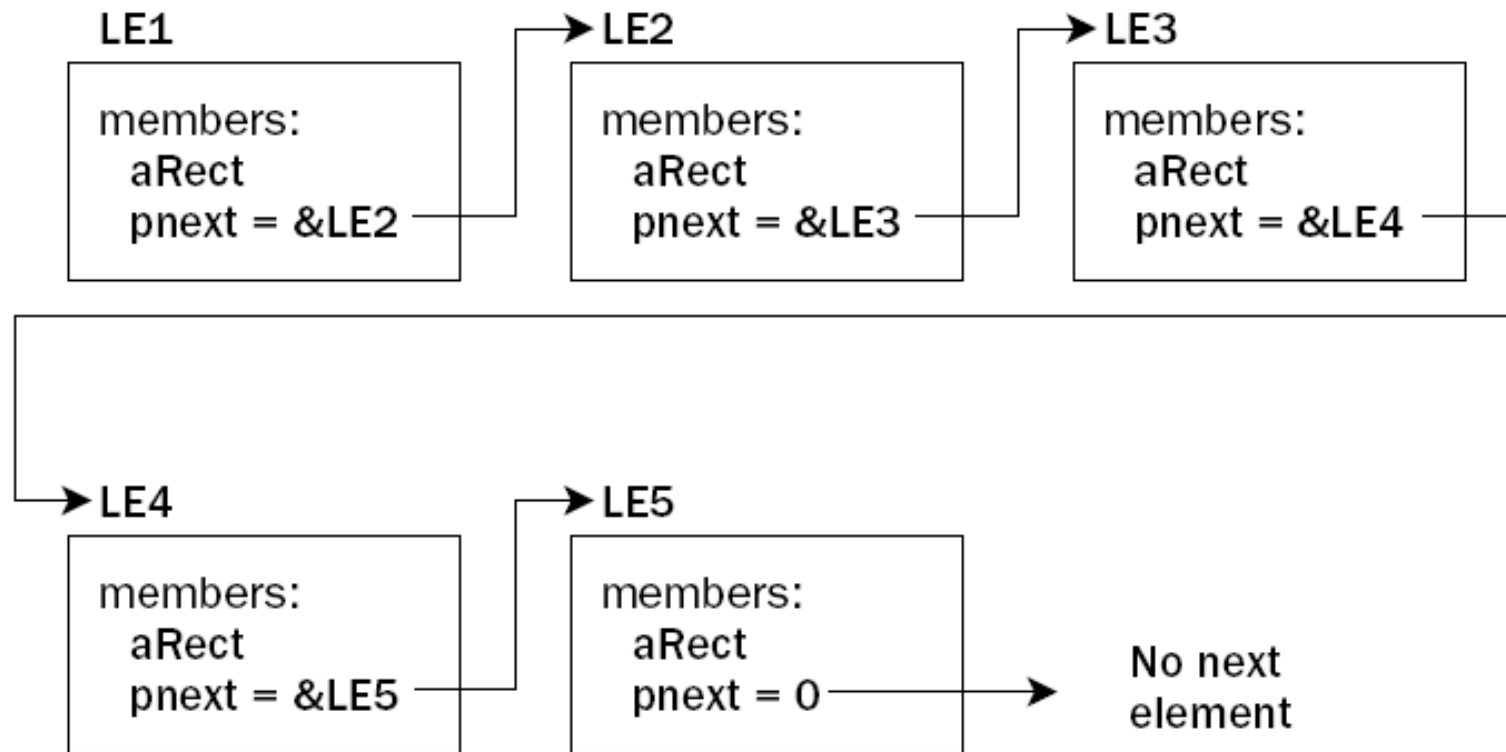 LE1
LE2
LE3
members:
aRect
pnext = &LE2
members:
aRect
pnext = &LE3
members:
aRect
pnext = &LE4
LE4
LE5
members:
aRect
pnext = &LE5
members:
aRect
pnext = 0
No next
element